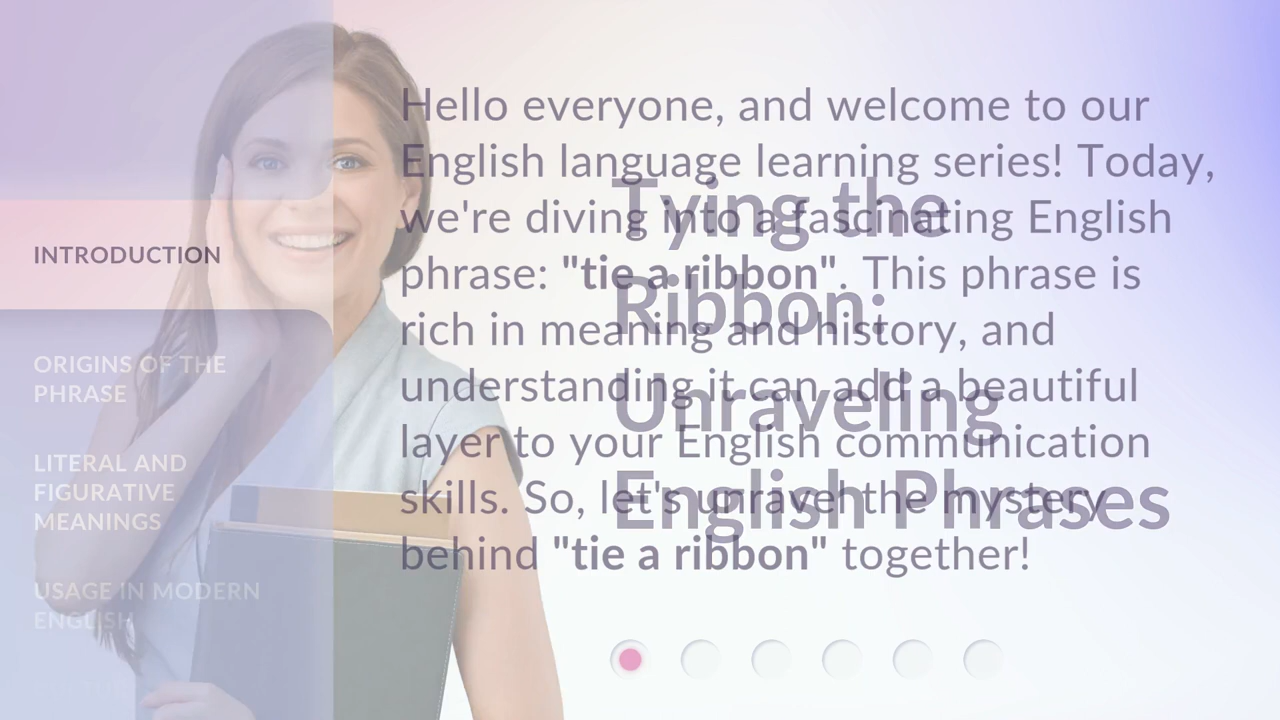 INTRODUCTION
ORIGINS OF THE
PHRASE
LITERAL AND
FIGURATIVE
MEANINGS
USAGE IN MODERN
ENGLISH
Hello everyone, and welcome to our
English language learning series! Today,
we're diving into a fascinating English
phrase: "tie a ribbon". This phrase is
rich in meaning and history, and
understanding it can add a beautiful
layer to your English communication
skills. So, let's unravel the mystery
behind "tie a ribbon" together!
Tying the
Ribbon:
Unraveling
English Phrases